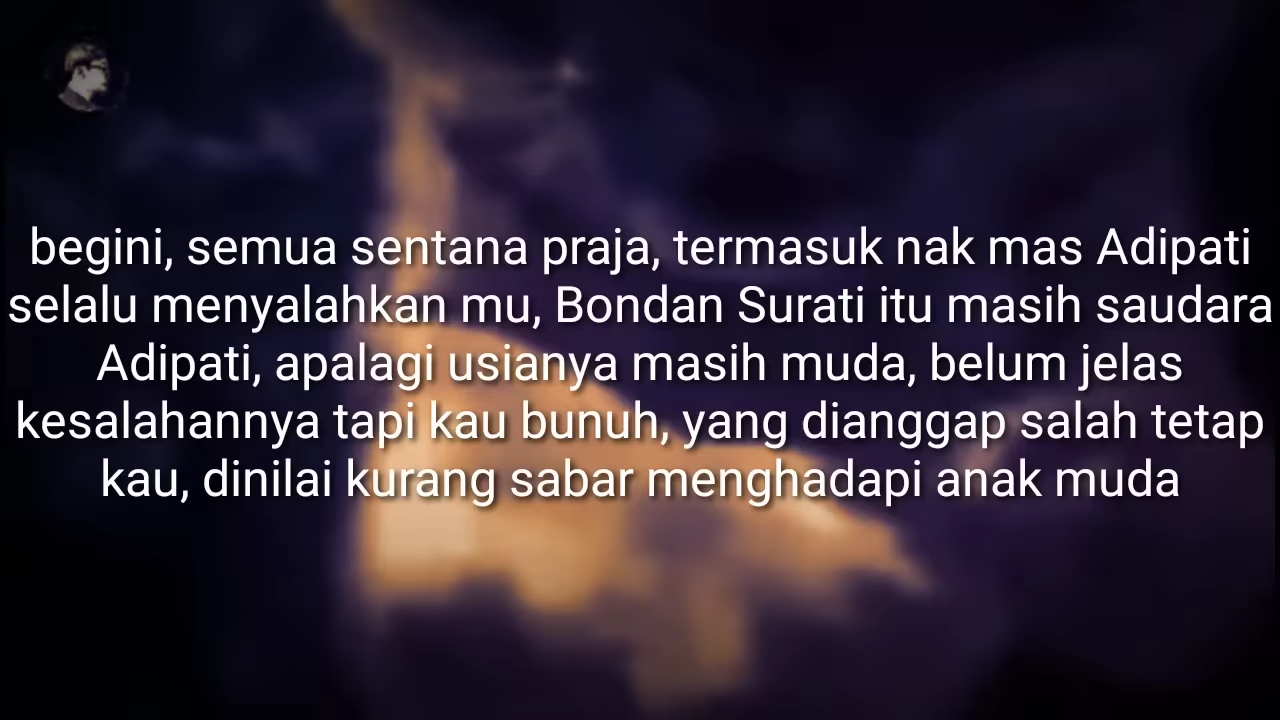 begini, semua sentana praja, termasuk nak mas Adipati
selalu menyalahkan mu, Bondan Surati itu masih saudara
Adipati, apalagi usianya masih muda, belum jelas
kesalahannya tapi kau bunuh, yang dianggap salah tetap
kau, dinilai kurang sabar menghadapi anak muda